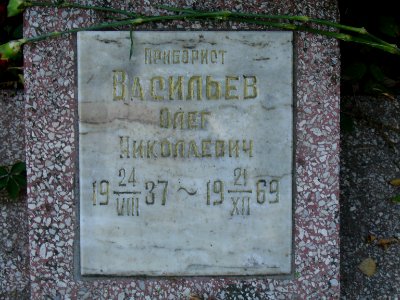 Приборист
Васильев
Олег
Николаевич
19 24/VIII 37 ~ 19 21/XII 69